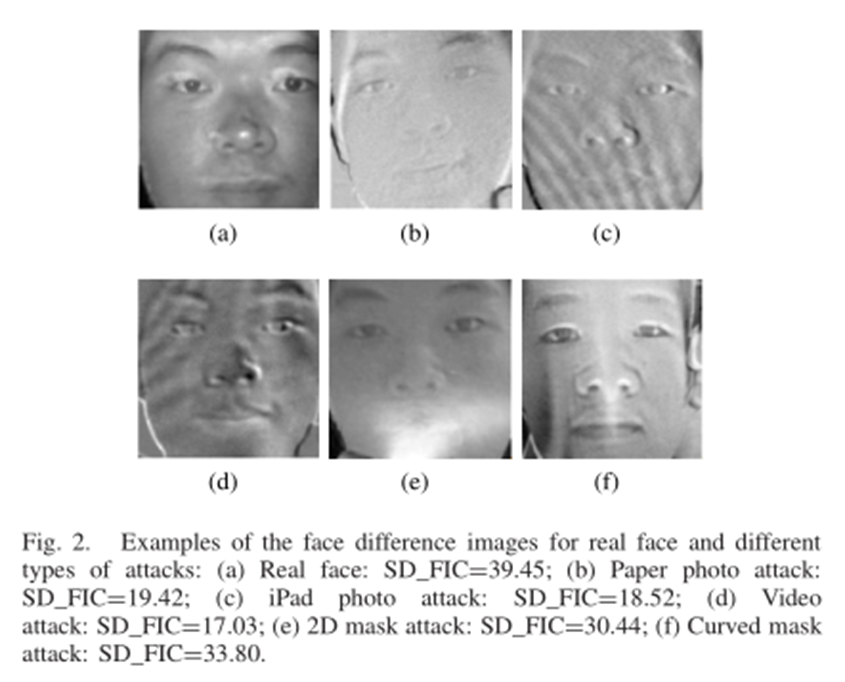 (a) (b) (c)
(d) (e) (f)
Fig. 2. Examples of the face difference images for real face and different
types of attacks: (a) Real face: SD_FIC=39.45; (b) Paper photo attack:
SD_FIC=19.42; (c) iPad photo attack: SD_FIC=18.52; (d) Video
attack: SD_FIC=17.03; (e) 2D mask attack: SD_FIC=30.44; (f) Curved mask
attack: SD_FIC=33.80.